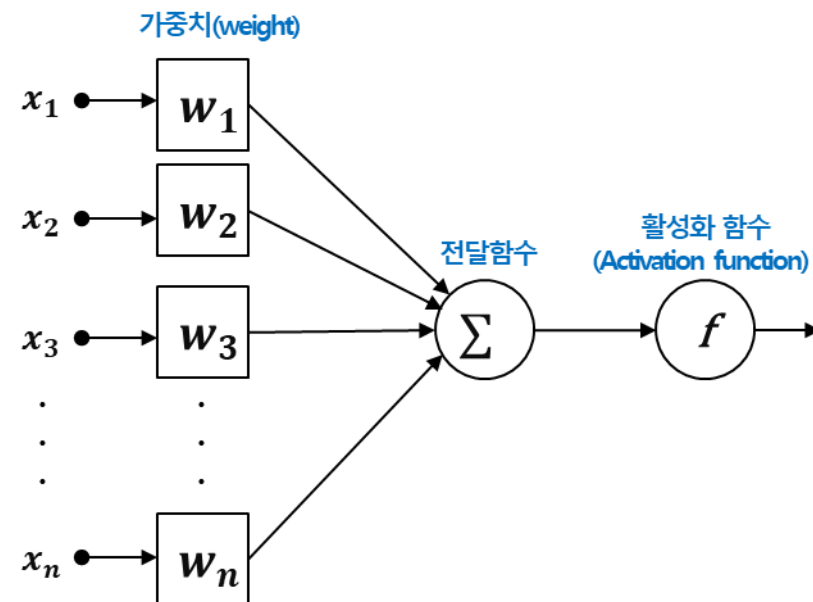 가중치(weight)
x₁ w₁
x₂ w₂
전달함수
활성화 함수
(Activation function)
x₃ w₃
∑ f
. .
. .
. .
xₙ wₙ